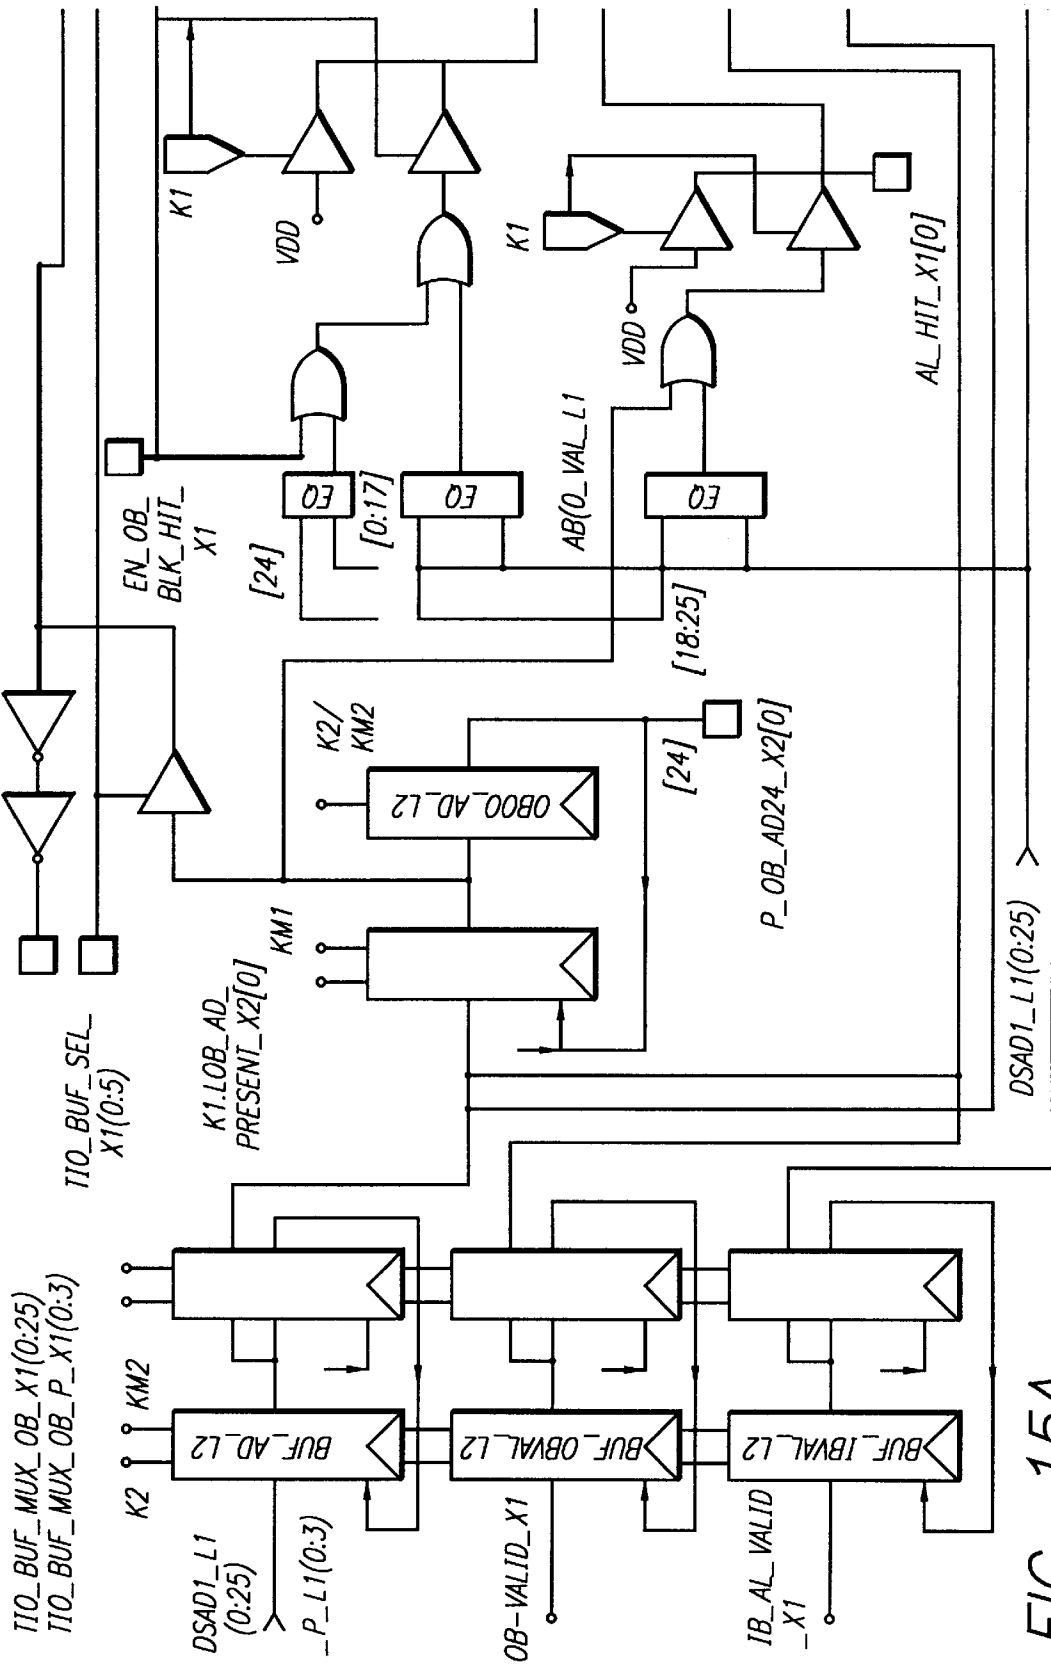 TIO_BUF_MUX_OB_X1(0:25)
TIO_BUF_MUX_OB_P_X1(0:3)
TIO_BUF_SEL_
X1(0:5)
EN_OB_
BLK_HIT_
X1
K1
VDD
[24]
EQ
[0:17]
EQ
K2 KM2
K1.LOB_AD_
PRESENT_X2[0]
KM1
K2/
KM2
DSAD1_L1
(0:25)
_P_L1(0:3)
BUF_AD_L2
OB00_AD_L2
AB(0_VAL_L1
K1
VDD
EQ
[18:25]
[24]
P_OB_AD24_X2[0]
AL_HIT_X1[0]
OB-VALID_X1
BUF_OBVAL_L2
IB_AL_VALID
_X1
BUF_IBVAL_L2
DSAD1_L1(0:25)
FIG. 15A